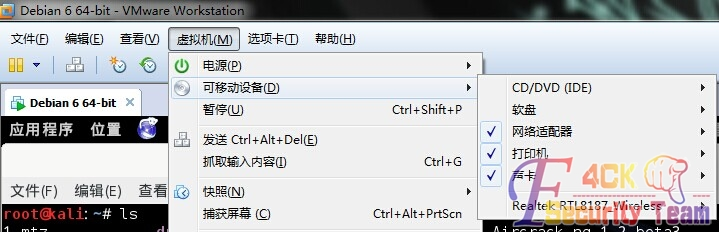 Debian 6 64-bit - VMware Workstation
文件(F) 编辑(E) 查看(V) 虚拟机(M) 选项卡(T) 帮助(H)
电源(P)
Debian 6 64-bit
可移动设备(D)
CD/DVD (IDE)
暂停(U) Ctrl+Shift+P
软盘
应用程序 位置
网络适配器
发送 Ctrl+Alt+Del(E)
打印机
抓取输入内容(I) Ctrl+G
声卡
文件(F) 编辑(E) 查看(V)
快照(N)
Realtek RTL8187_Wireless
root@kali:~# ls
捕获屏幕 (C) Ctrl+Alt+PrtScn
F4CK
Security Team
1.mtz
Aircrack-ng 1.2 beta3